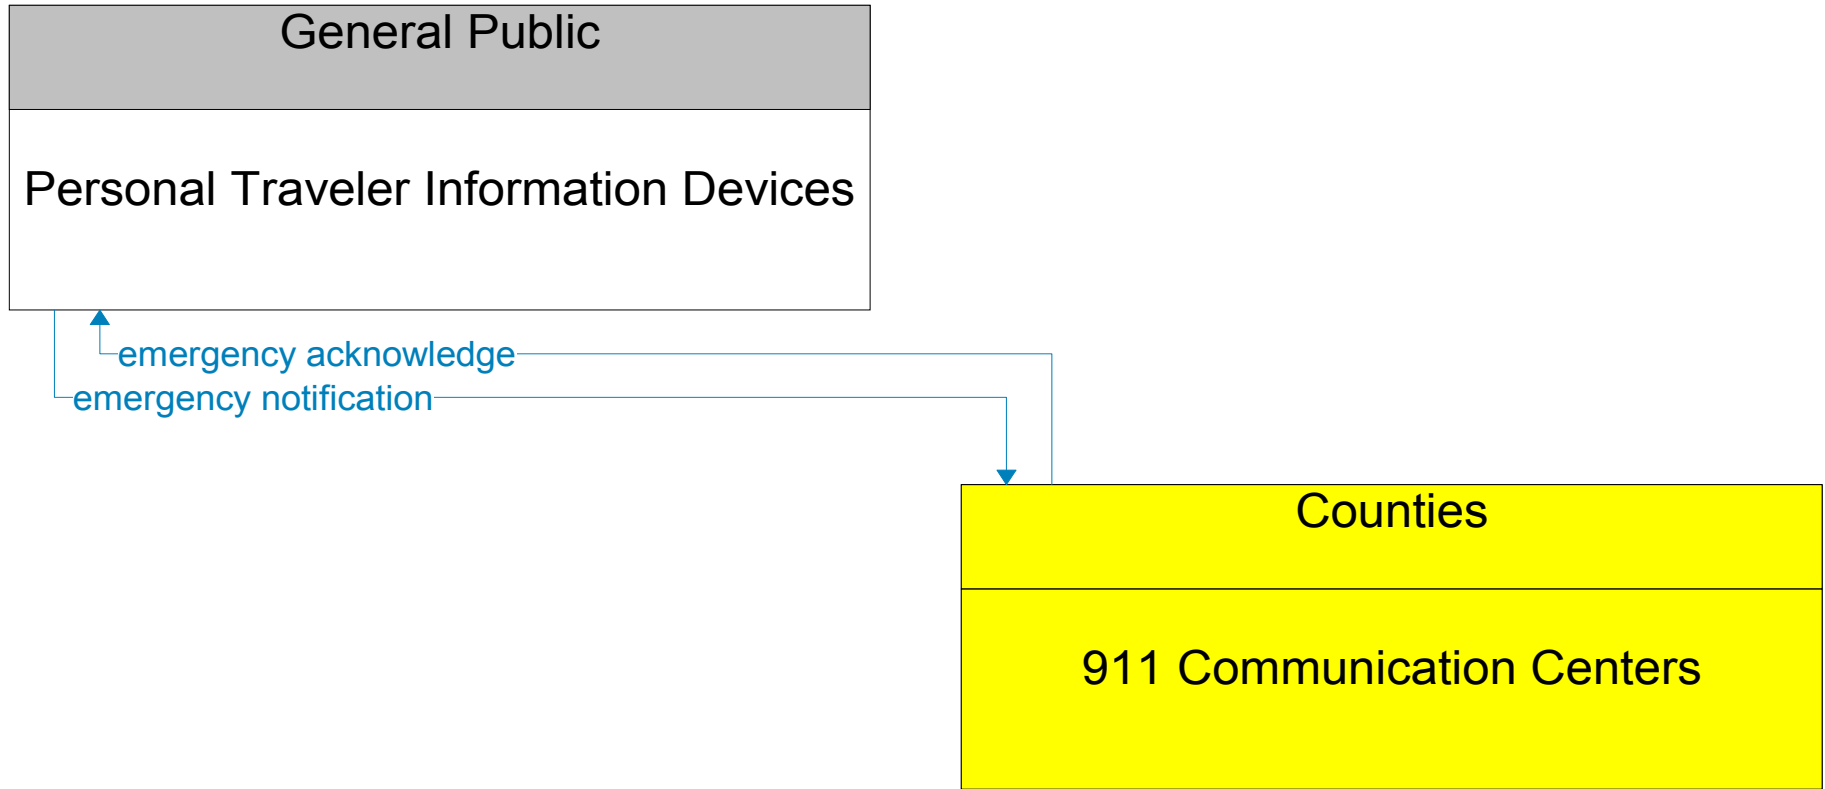 General Public
Personal Traveler Information Devices
emergency acknowledge
emergency notification
Counties
911 Communication Centers